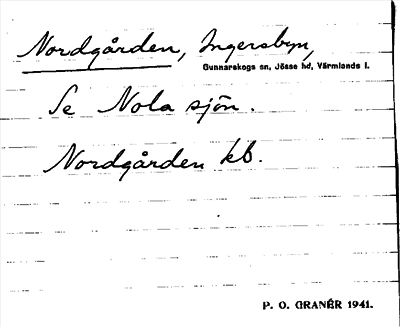 Nordgården, Ingersbyn,
Gunnarskogs sn, Jösse hd, Värmlands l.
Se Nola sjön.
Nordgården kb.
P. O. GRANÉR 1941.